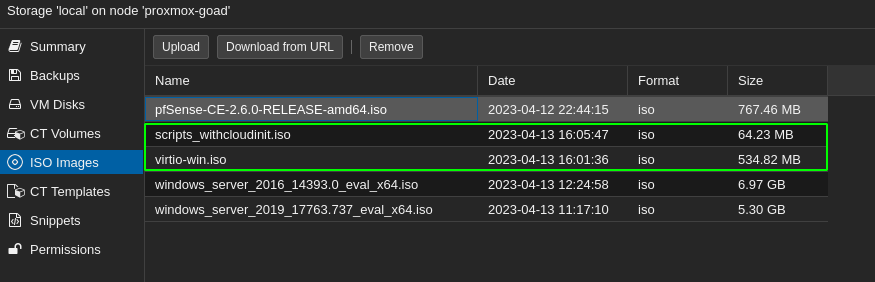 Storage 'local' on node 'proxmox-goad'
Summary
Backups
VM Disks
CT Volumes
ISO Images
CT Templates
Snippets
Permissions
Upload Download from URL Remove
Name Date Format Size
pfSense-CE-2.6.0-RELEASE-amd64.iso 2023-04-12 22:44:15 iso 767.46 MB
scripts_withcloudinit.iso 2023-04-13 16:05:47 iso 64.23 MB
virtio-win.iso 2023-04-13 16:01:36 iso 534.82 MB
windows_server_2016_14393.0_eval_x64.iso 2023-04-13 12:24:58 iso 6.97 GB
windows_server_2019_17763.737_eval_x64.iso 2023-04-13 11:17:10 iso 5.30 GB